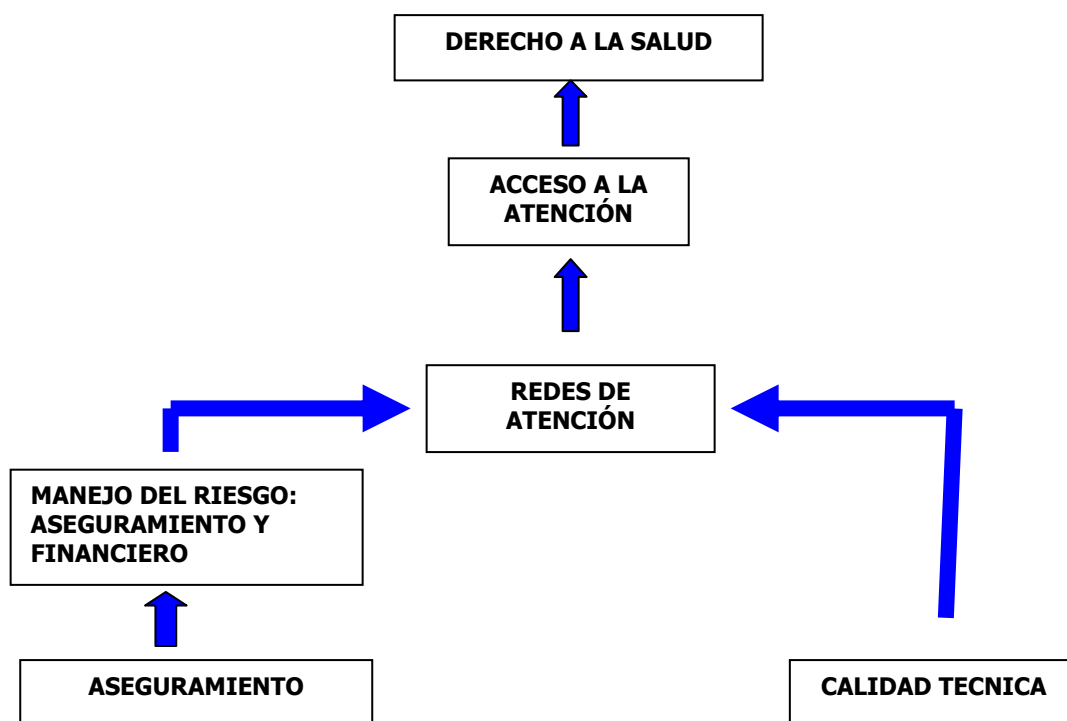 DERECHO A LA SALUD
ACCESO A LA
ATENCIÓN
REDES DE
ATENCIÓN
MANEJO DEL RIESGO:
ASEGURAMIENTO Y
FINANCIERO
ASEGURAMIENTO
CALIDAD TECNICA